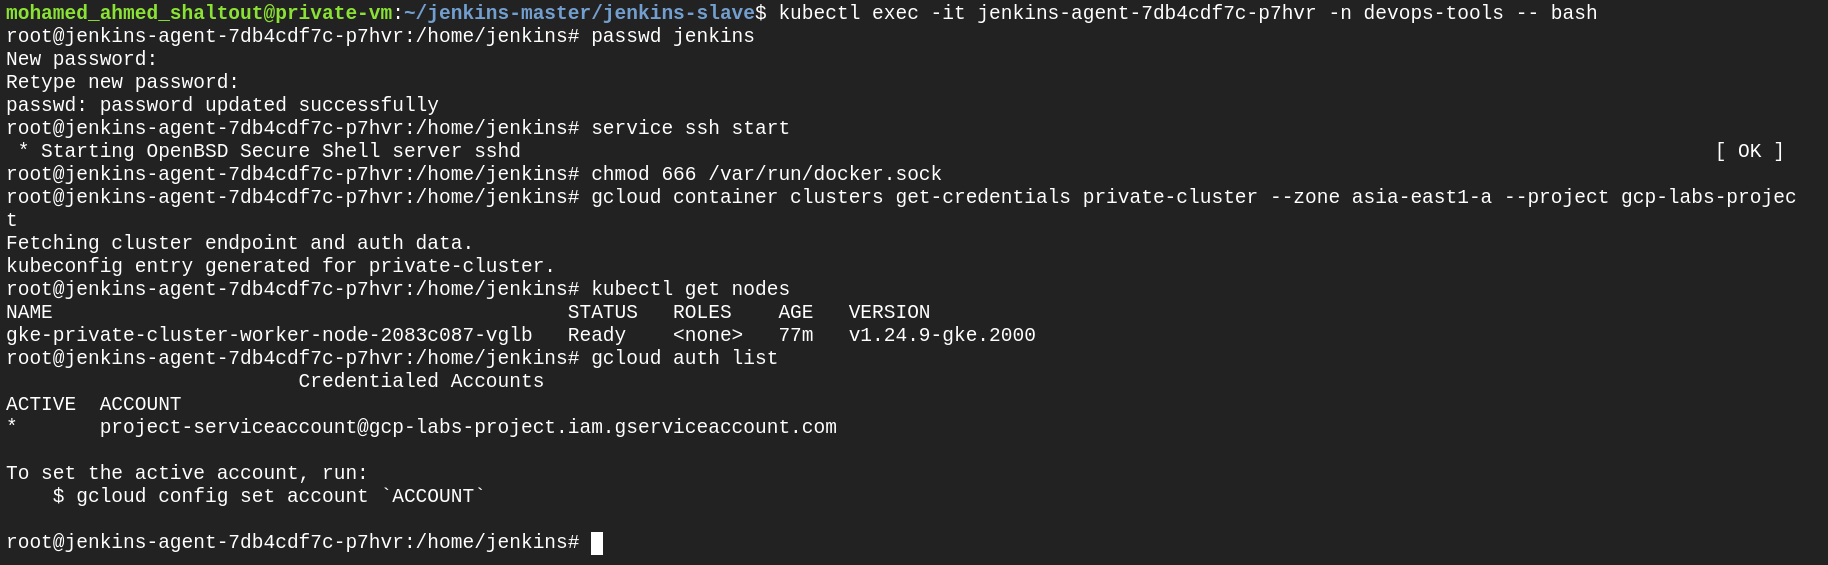 mohamed_ahmed_shaltout@private-vm:~/jenkins-master/jenkins-slave$ kubectl exec -it jenkins-agent-7db4cdf7c-p7hvr -n devops-tools -- bash
root@jenkins-agent-7db4cdf7c-p7hvr:/home/jenkins# passwd jenkins
New password:
Retype new password:
passwd: password updated successfully
root@jenkins-agent-7db4cdf7c-p7hvr:/home/jenkins# service ssh start
 * Starting OpenBSD Secure Shell server sshd [ OK ]
root@jenkins-agent-7db4cdf7c-p7hvr:/home/jenkins# chmod 666 /var/run/docker.sock
root@jenkins-agent-7db4cdf7c-p7hvr:/home/jenkins# gcloud container clusters get-credentials private-cluster --zone asia-east1-a --project gcp-labs-projec
t
Fetching cluster endpoint and auth data.
kubeconfig entry generated for private-cluster.
root@jenkins-agent-7db4cdf7c-p7hvr:/home/jenkins# kubectl get nodes
NAME STATUS ROLES AGE VERSION
gke-private-cluster-worker-node-2083c087-vglb Ready <none> 77m v1.24.9-gke.2000
root@jenkins-agent-7db4cdf7c-p7hvr:/home/jenkins# gcloud auth list
Credentialed Accounts
ACTIVE ACCOUNT
* project-serviceaccount@gcp-labs-project.iam.gserviceaccount.com
To set the active account, run:
$ gcloud config set account `ACCOUNT`
root@jenkins-agent-7db4cdf7c-p7hvr:/home/jenkins#